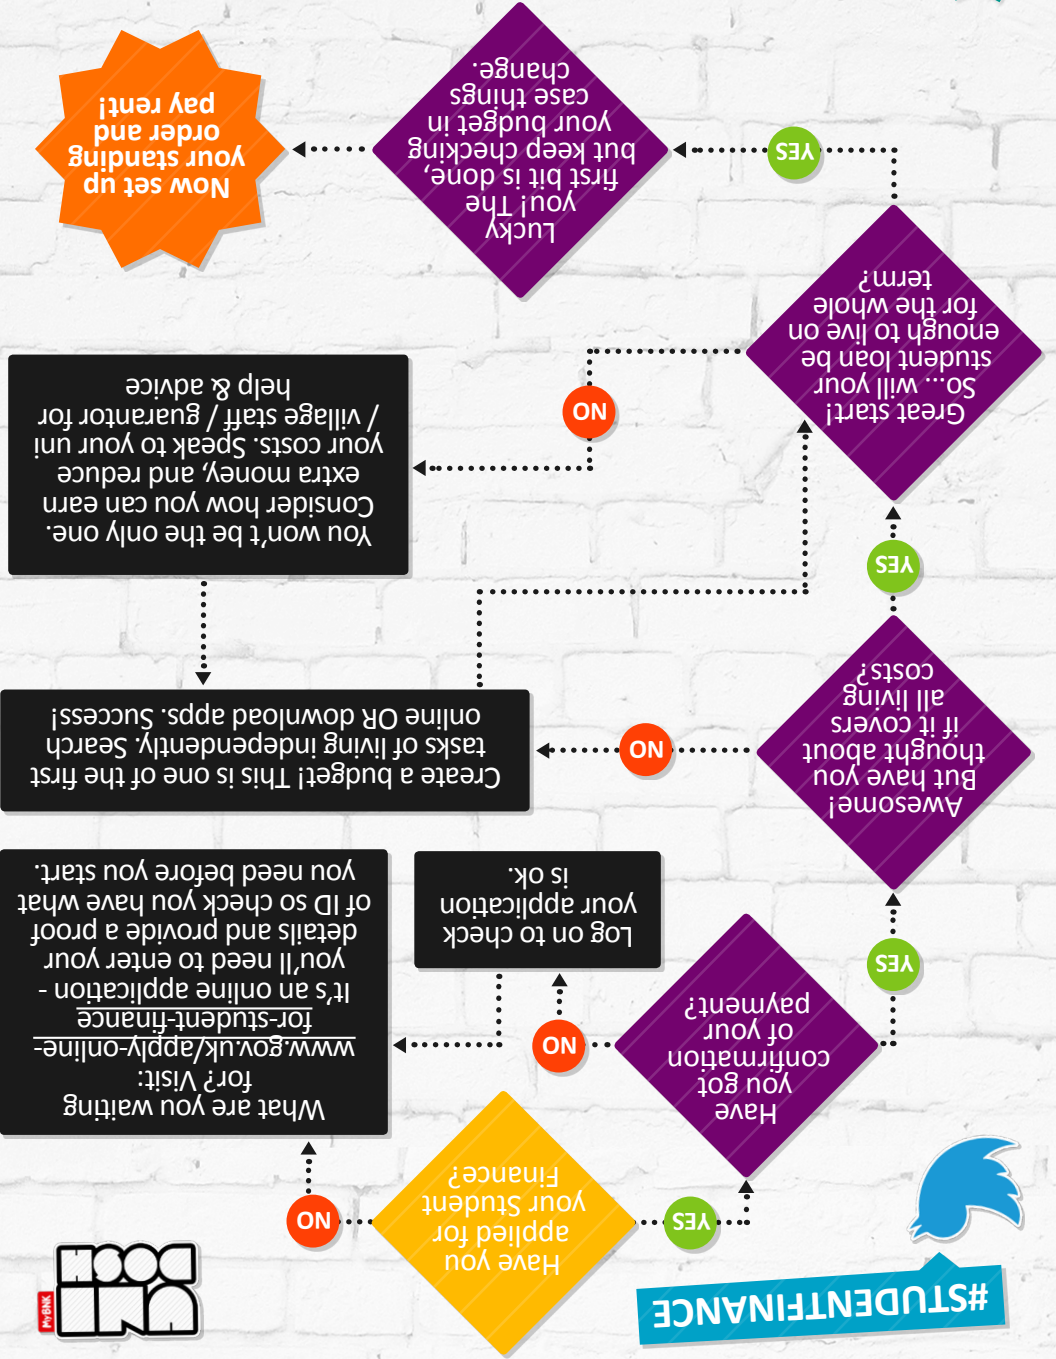 #STUDENTFINANCE
UNI
DOSH
MyBNK
Have you
applied for
your Student
Finance?
YES
NO
What are you waiting
for? Visit:
www.gov.uk/apply-online-
for-student-finance
It's an online application -
you'll need to enter your
details and provide a proof
of ID so check you have what
you need before you start.
Have
you got
confirmation
of your
payment?
NO
Log on to check
your application
is ok.
YES
Awesome!
But have you
thought about
if it covers
all living
costs?
NO
Create a budget! This is one of the first
tasks of living independently. Search
online OR download apps. Success!
YES
Great start!
So... will your
student loan be
enough to live on
for the whole
term?
NO
You won't be the only one.
Consider how you can earn
extra money, and reduce
your costs. Speak to your uni
/ village staff / guarantor for
help & advice
YES
Lucky
you! The
first bit is done,
but keep checking
your budget in
case things
change.
Now set up
your standing
order and
pay rent!